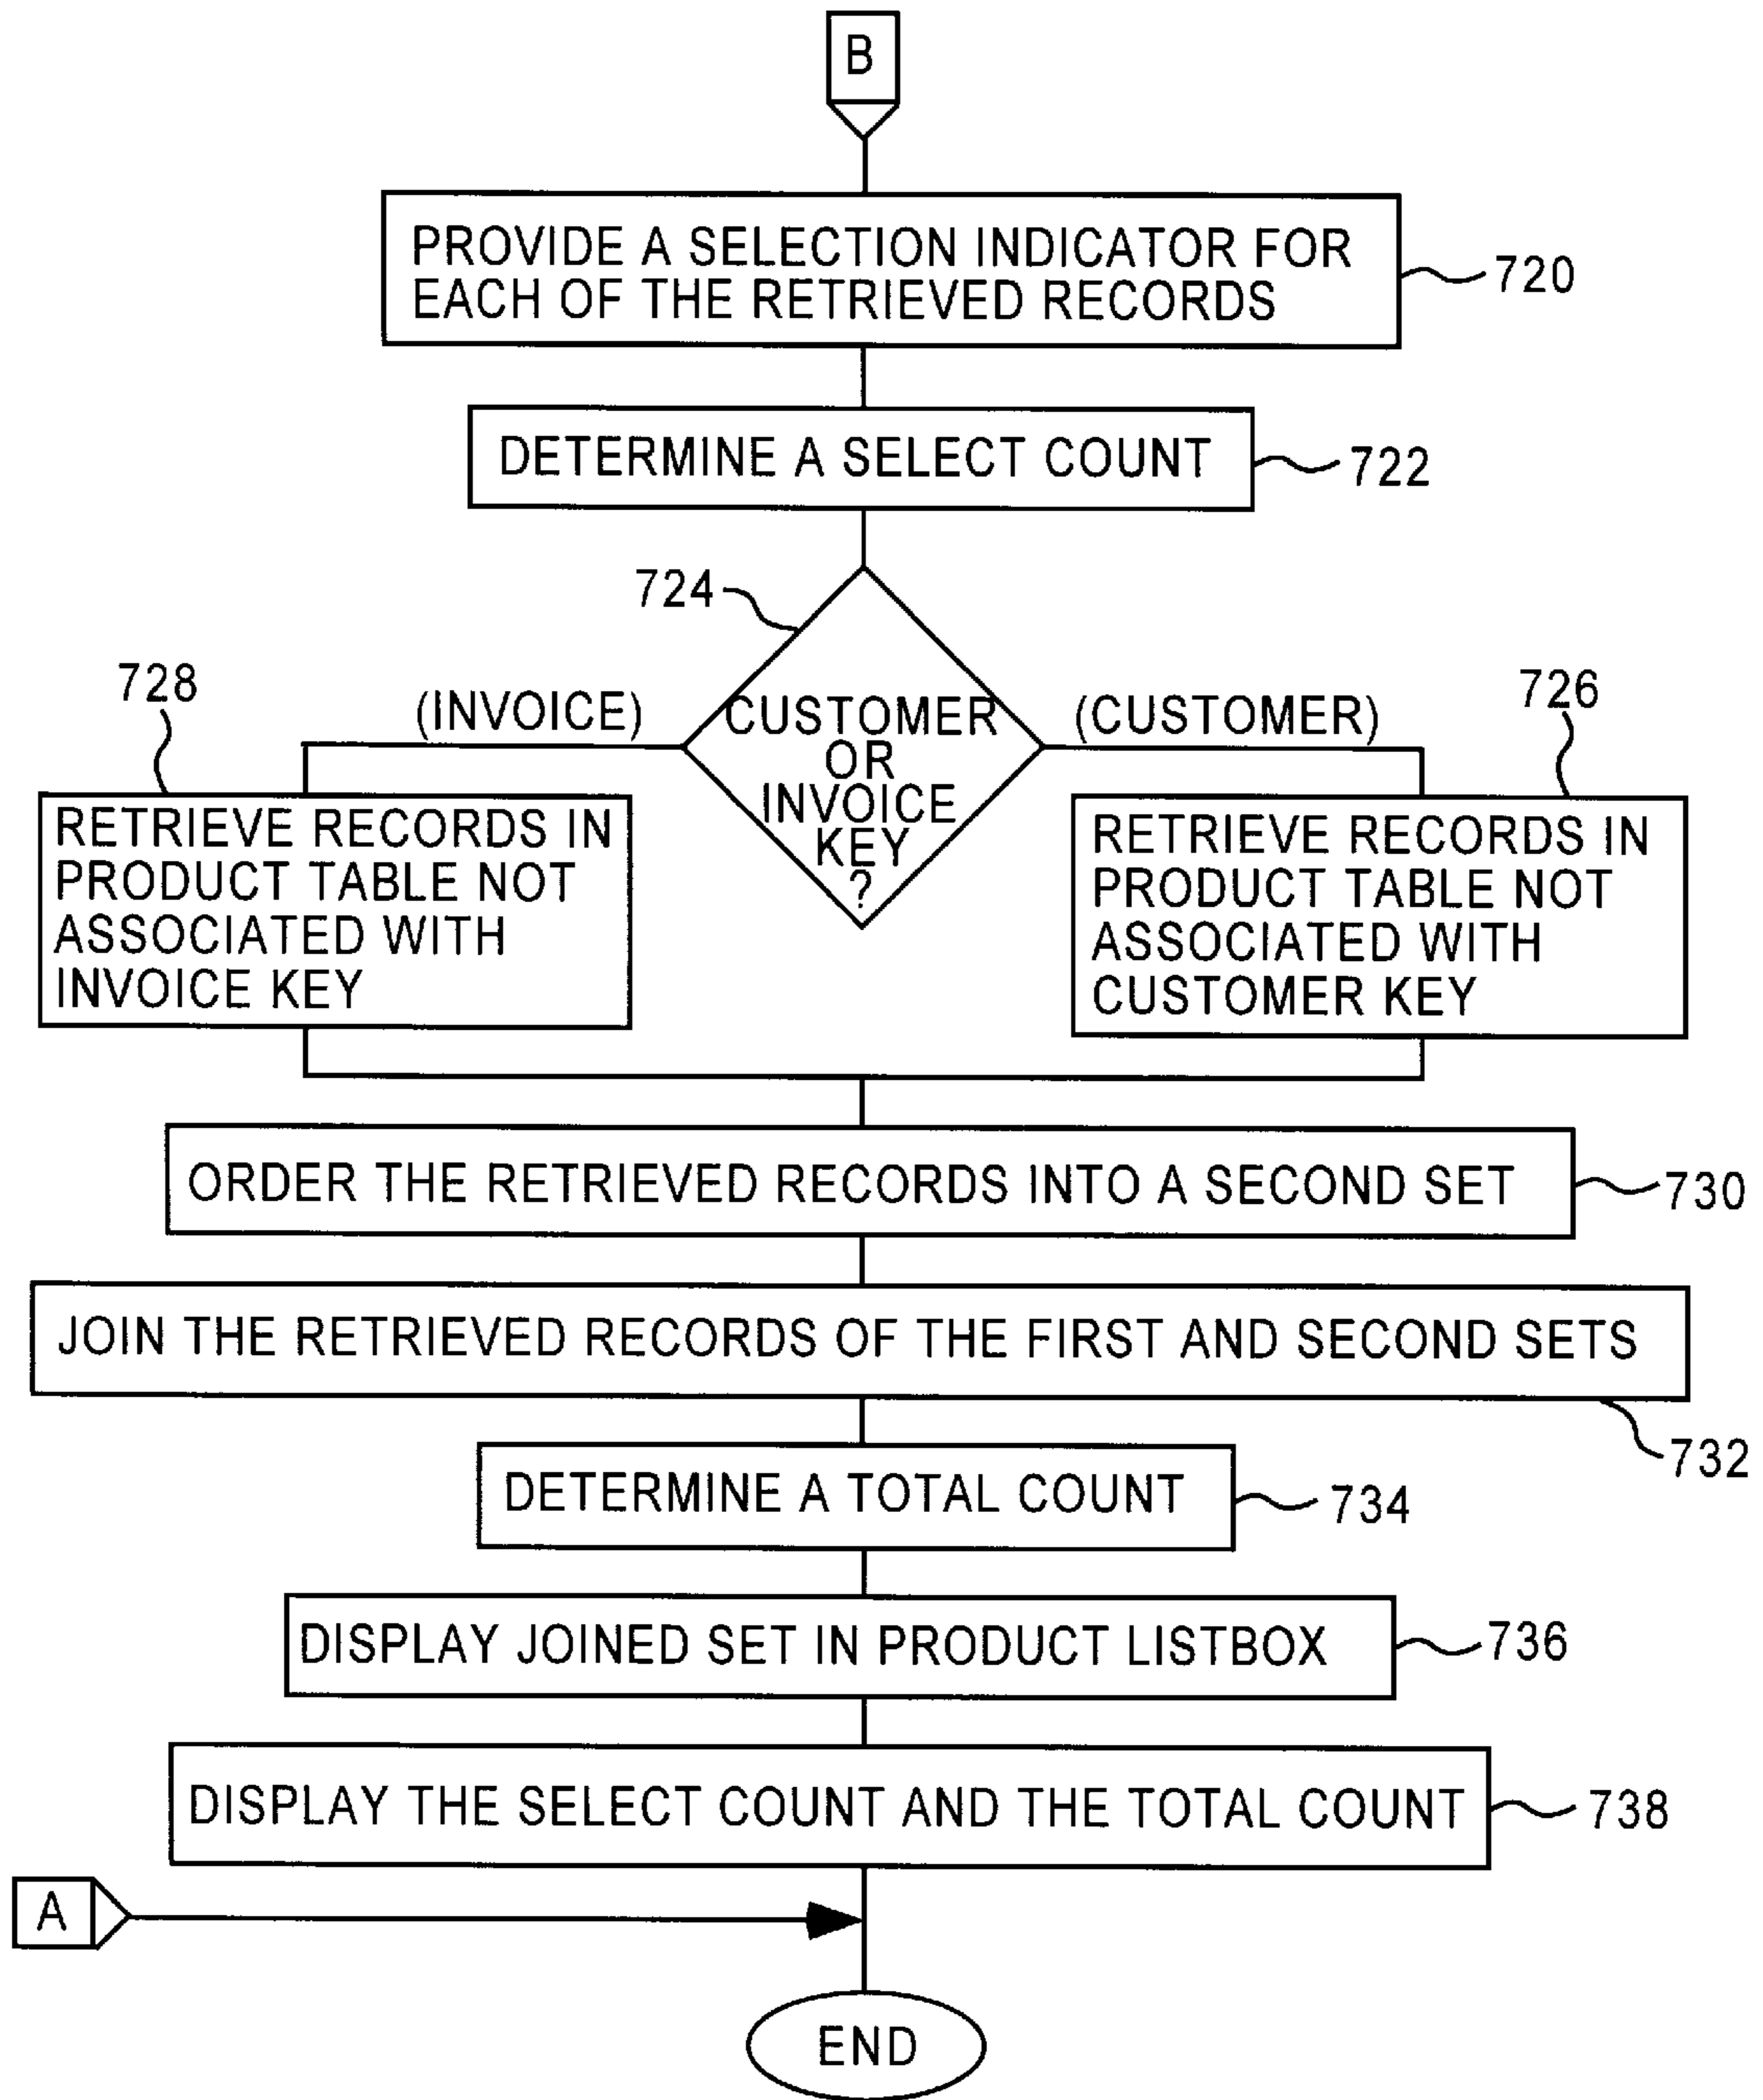 B
PROVIDE A SELECTION INDICATOR FOR
EACH OF THE RETRIEVED RECORDS
720
DETERMINE A SELECT COUNT
722
724
CUSTOMER
OR
INVOICE
KEY
?
(INVOICE)
(CUSTOMER)
728
RETRIEVE RECORDS IN
PRODUCT TABLE NOT
ASSOCIATED WITH
INVOICE KEY
726
RETRIEVE RECORDS IN
PRODUCT TABLE NOT
ASSOCIATED WITH
CUSTOMER KEY
ORDER THE RETRIEVED RECORDS INTO A SECOND SET
730
JOIN THE RETRIEVED RECORDS OF THE FIRST AND SECOND SETS
732
DETERMINE A TOTAL COUNT
734
DISPLAY JOINED SET IN PRODUCT LISTBOX
736
DISPLAY THE SELECT COUNT AND THE TOTAL COUNT
738
A
END